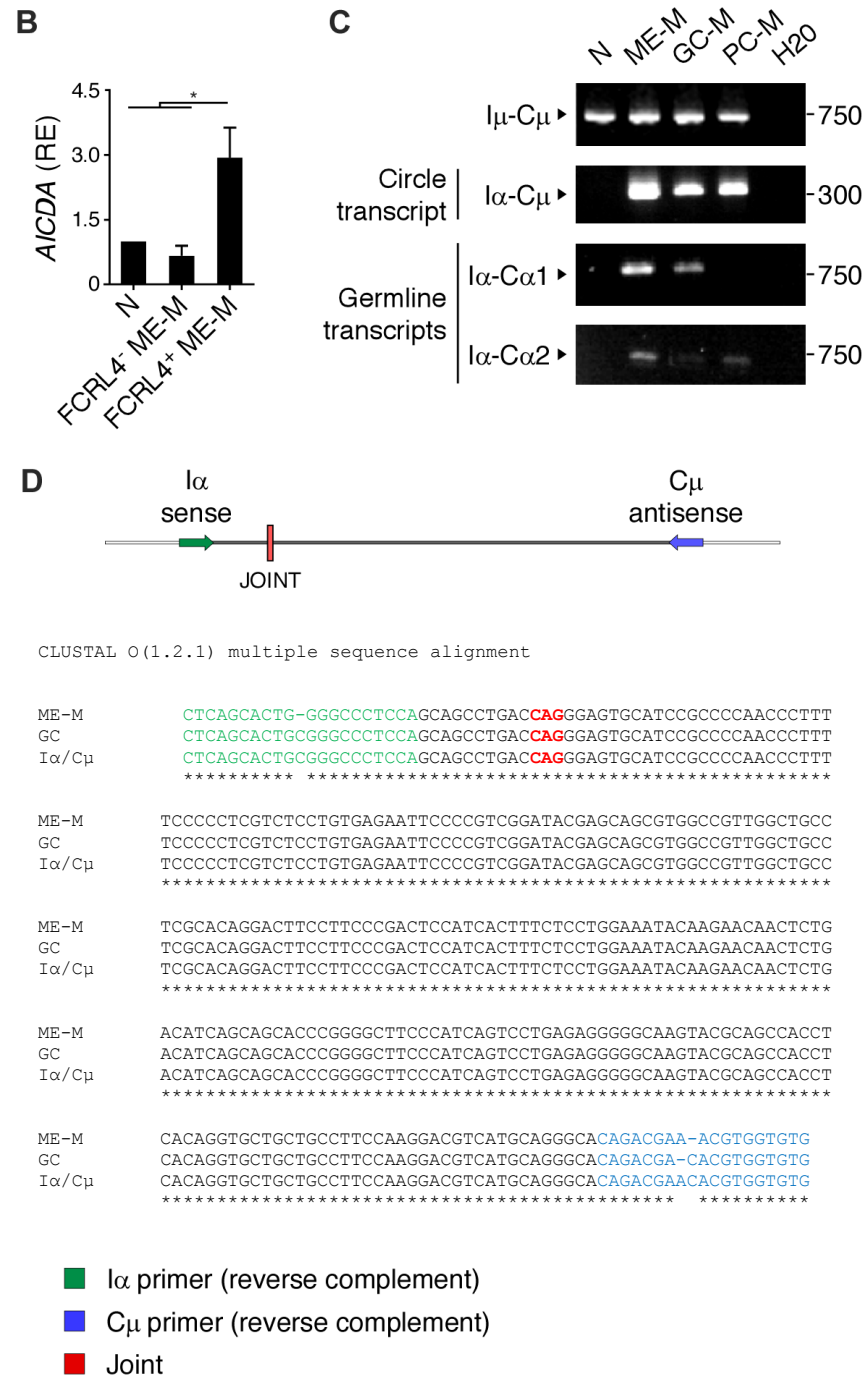 B
C
4.5
3.0
1.5
0
AICDA (RE)
*
N
FCRL4- ME-M
FCRL4+ ME-M
N
ME-M
GC-M
PC-M
H20
Iμ-Cμ
750
Circle
transcript
Iα-Cμ
300
Germline
transcripts
Iα-Cα1
750
Iα-Cα2
750
D
Iα
sense
Cμ
antisense
JOINT
CLUSTAL O(1.2.1) multiple sequence alignment
ME-M CTCAGCACTG-GGGCCCTCCAGCAGCCTGACCAGGGAGTGCATCCGCCCCAACCCTTT
GC CTCAGCACTGCGGGCCCTCCAGCAGCCTGACCAGGGAGTGCATCCGCCCCAACCCTTT
Iα/Cμ CTCAGCACTGCGGGCCCTCCAGCAGCCTGACCAGGGAGTGCATCCGCCCCAACCCTTT
********** ***********************************************
ME-M TCCCCCTCGTCTCCTGTGAGAATTCCCCGTCGGATACGAGCAGCGTGGCCGTTGGCTGCC
GC TCCCCCTCGTCTCCTGTGAGAATTCCCCGTCGGATACGAGCAGCGTGGCCGTTGGCTGCC
Iα/Cμ TCCCCCTCGTCTCCTGTGAGAATTCCCCGTCGGATACGAGCAGCGTGGCCGTTGGCTGCC
************************************************************
ME-M TCGCACAGGACTTCCTTCCCGACTCCATCACTTTCTCCTGGAAATACAAGAACAACTCTG
GC TCGCACAGGACTTCCTTCCCGACTCCATCACTTTCTCCTGGAAATACAAGAACAACTCTG
Iα/Cμ TCGCACAGGACTTCCTTCCCGACTCCATCACTTTCTCCTGGAAATACAAGAACAACTCTG
************************************************************
ME-M ACATCAGCAGCACCCGGGGCTTCCCATCAGTCCTGAGAGGGGGCAAGTACGCAGCCACCT
GC ACATCAGCAGCACCCGGGGCTTCCCATCAGTCCTGAGAGGGGGCAAGTACGCAGCCACCT
Iα/Cμ ACATCAGCAGCACCCGGGGCTTCCCATCAGTCCTGAGAGGGGGCAAGTACGCAGCCACCT
************************************************************
ME-M CACAGGTGCTGCTGCCTTCCAAGGACGTCATGCAGGGCACAGACGAA-ACGTGGTGTG
GC CACAGGTGCTGCTGCCTTCCAAGGACGTCATGCAGGGCACAGACGA-CACGTGGTGTG
Iα/Cμ CACAGGTGCTGCTGCCTTCCAAGGACGTCATGCAGGGCACAGACGAACACGTGGTGTG
********************************************** **********
Iα primer (reverse complement)
Cμ primer (reverse complement)
Joint